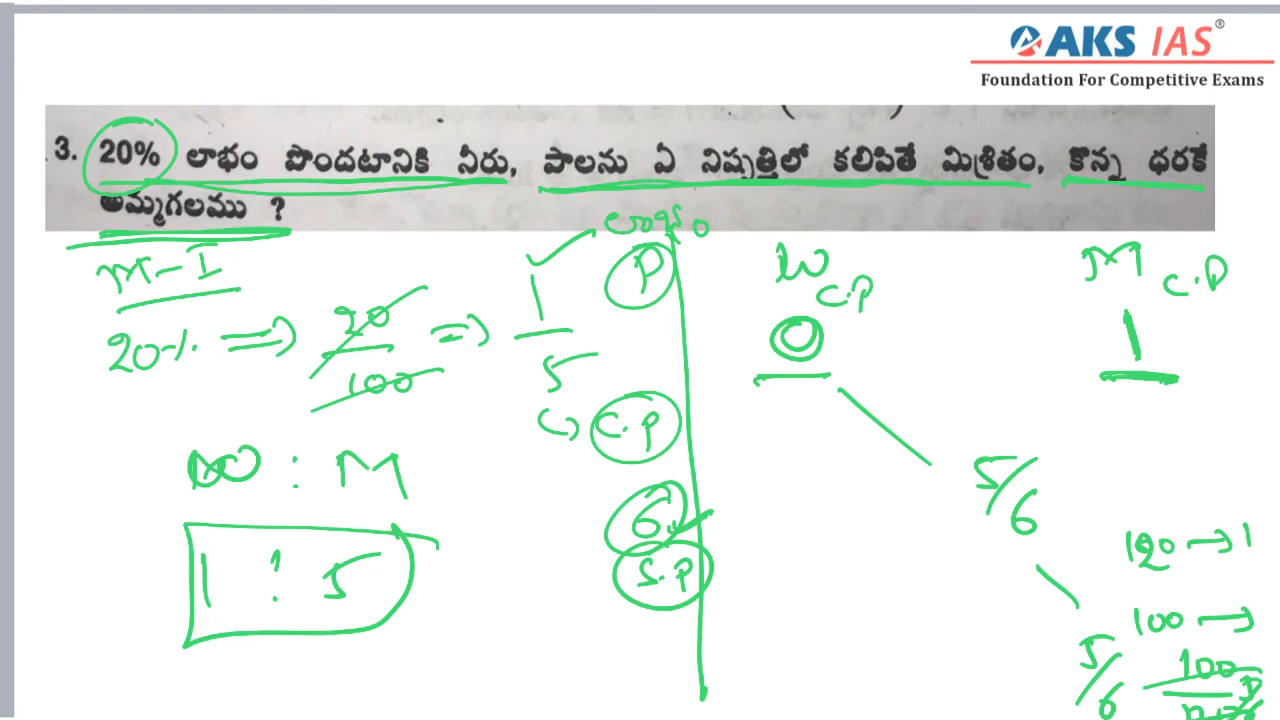 AKS IAS®
Foundation For Competitive Exams
3. 20% లాభం పొందటానికి నీరు, పాలను ఏ నిష్పత్తిలో కలిపితే మిశ్రితం, కొన్న ధరకే
అమ్మగలము ?
లాభం
M-I
P
W C.P
M C.P
20% ⇒ 20/100 ⇒ 1/5
0
1
C.P
: M
5/6
6
S.P
1 : 5
120 → 1
100 →
5/6
100